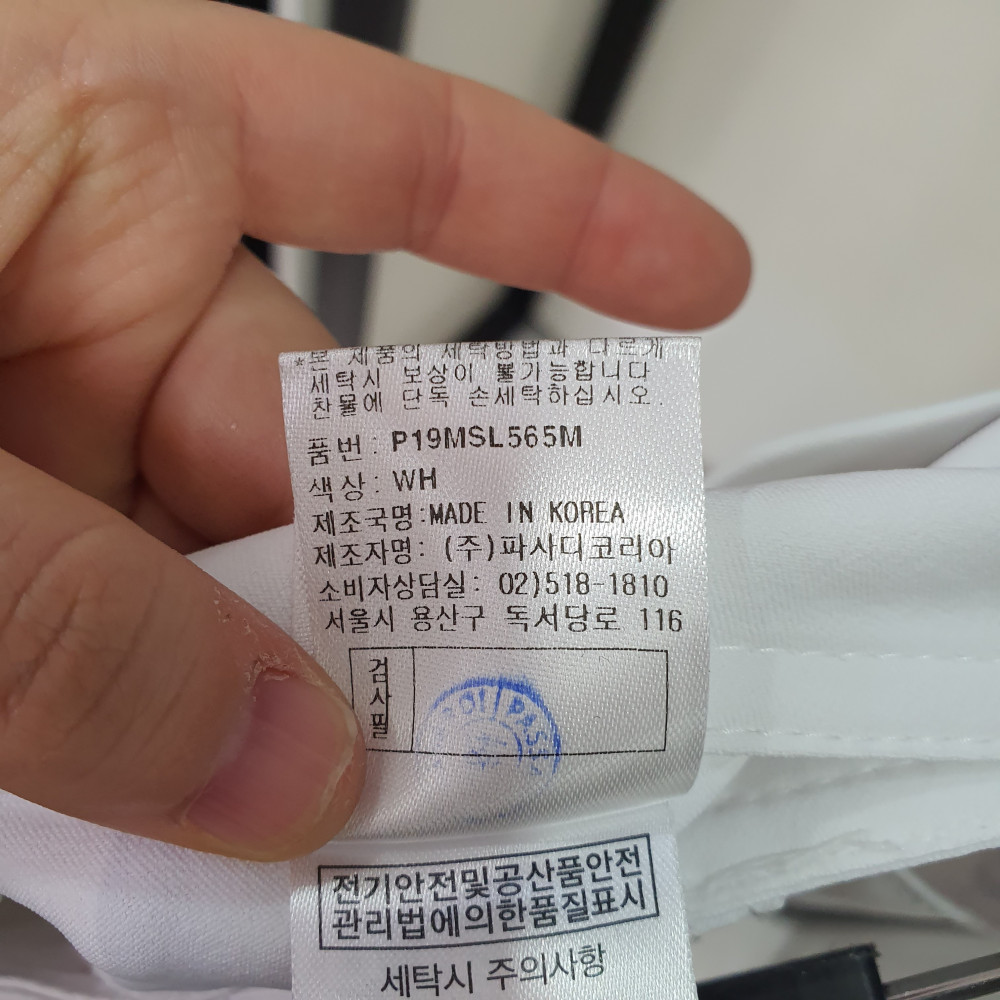 *본 제품의 세탁방법과 다르게
세탁시 보상이 불가능합니다
찬물에 단독 손세탁하십시오.
품번: P19MSL565M
색상: WH
제조국명:MADE IN KOREA
제조자명: (주)파사디코리아
소비자상담실: 02)518-1810
서울시 용산구 독서당로 116
검사필
전기안전및공산품안전
관리법에의한품질표시
세탁시 주의사항